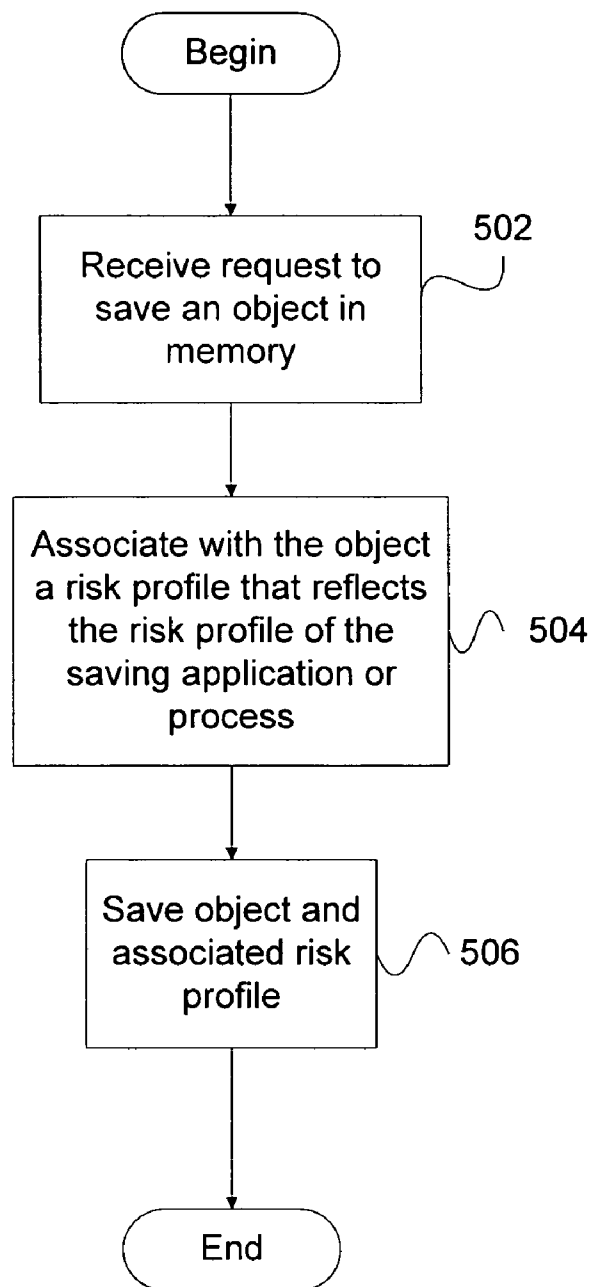 Begin
502
Receive request to
save an object in
memory
Associate with the object
a risk profile that reflects
the risk profile of the
saving application or
process
504
Save object and
associated risk
profile
506
End